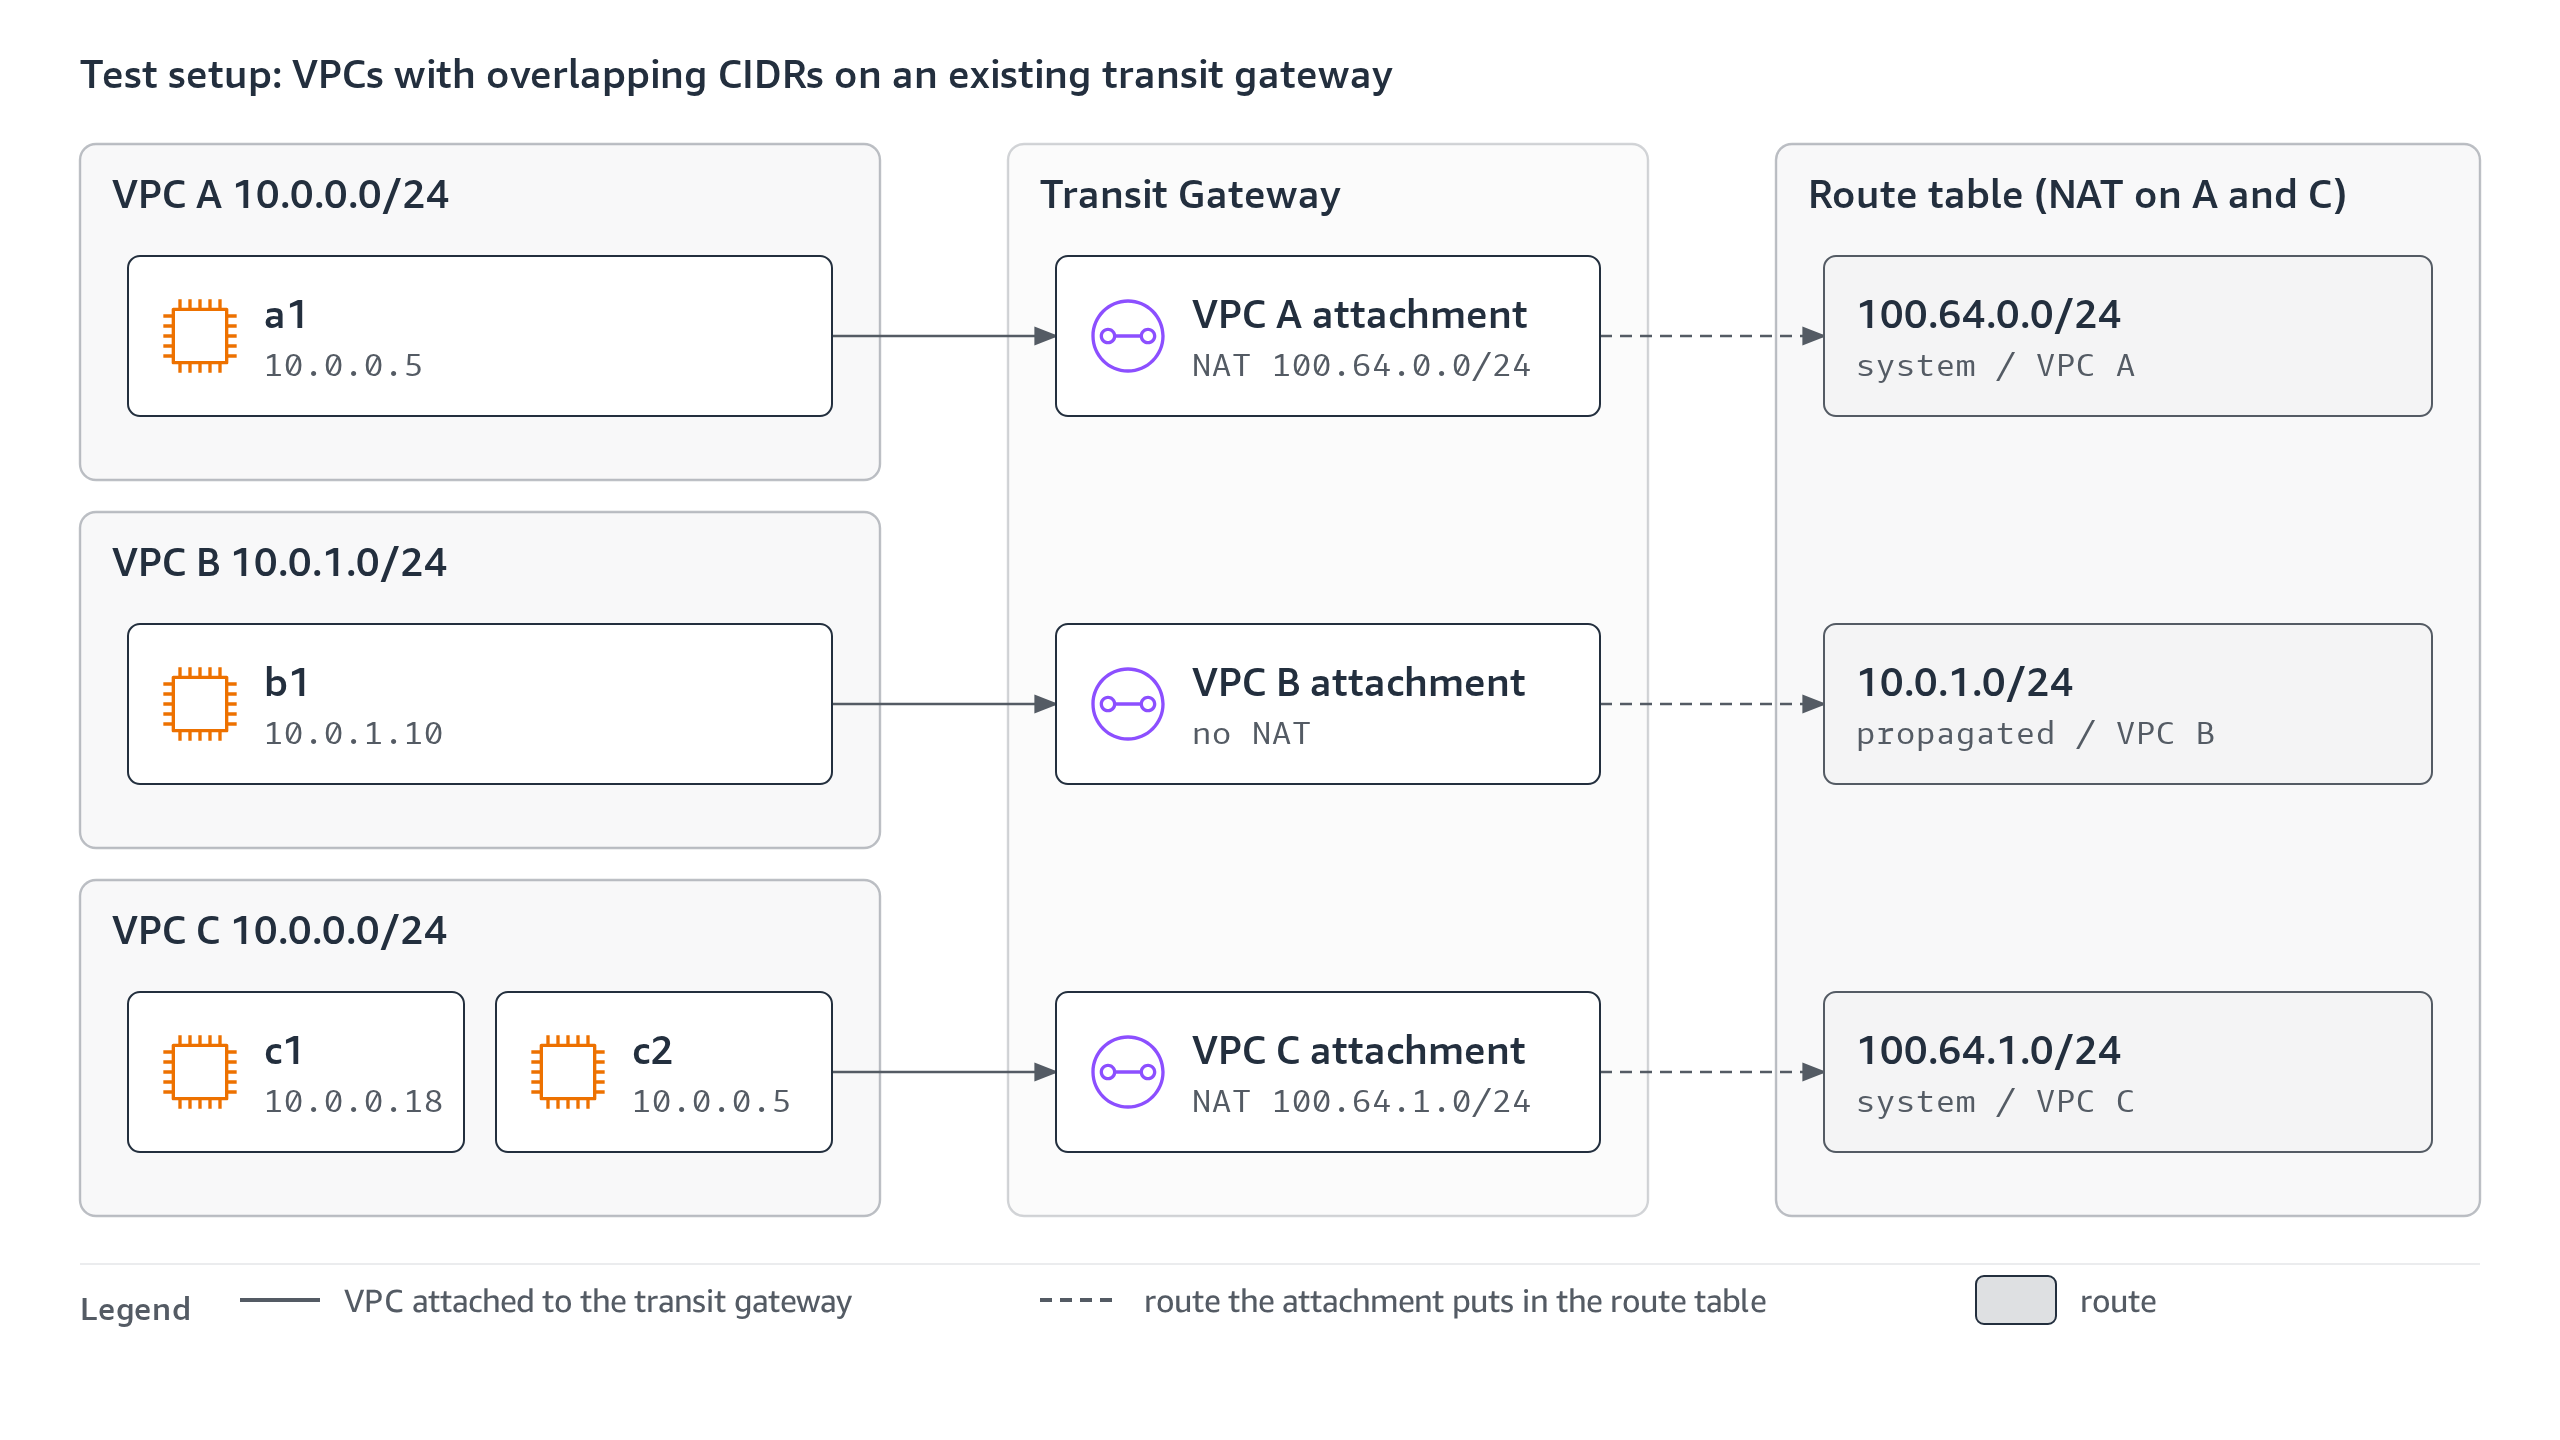 Test setup: VPCs with overlapping CIDRs on an existing transit gateway
VPC A 10.0.0.0/24
a1
10.0.0.5
VPC B 10.0.1.0/24
b1
10.0.1.10
VPC C 10.0.0.0/24
c1
10.0.0.18
c2
10.0.0.5
Transit Gateway
VPC A attachment
NAT 100.64.0.0/24
VPC B attachment
no NAT
VPC C attachment
NAT 100.64.1.0/24
Route table (NAT on A and C)
100.64.0.0/24
system / VPC A
10.0.1.0/24
propagated / VPC B
100.64.1.0/24
system / VPC C
Legend
VPC attached to the transit gateway
route the attachment puts in the route table
route